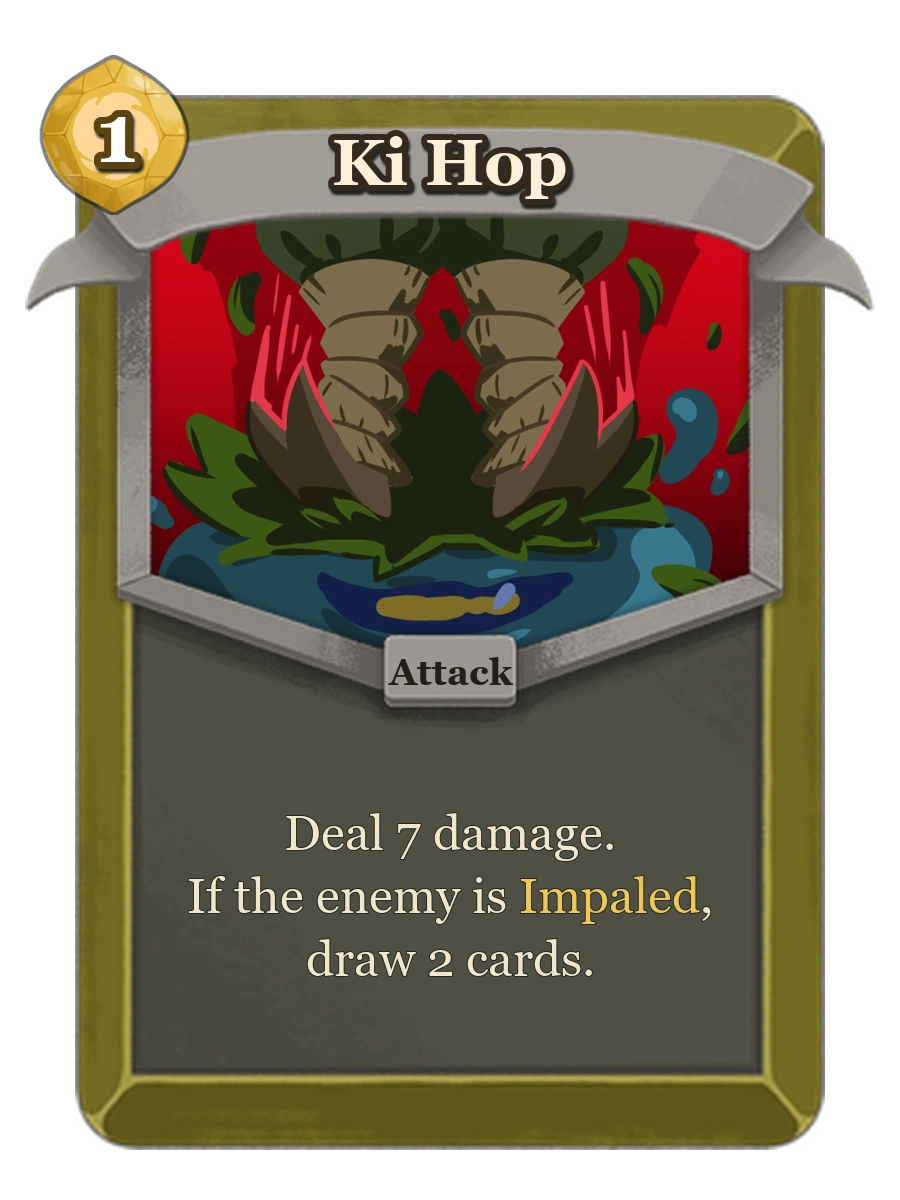 1
Ki Hop
Attack
Deal 7 damage.
If the enemy is Impaled,
draw 2 cards.